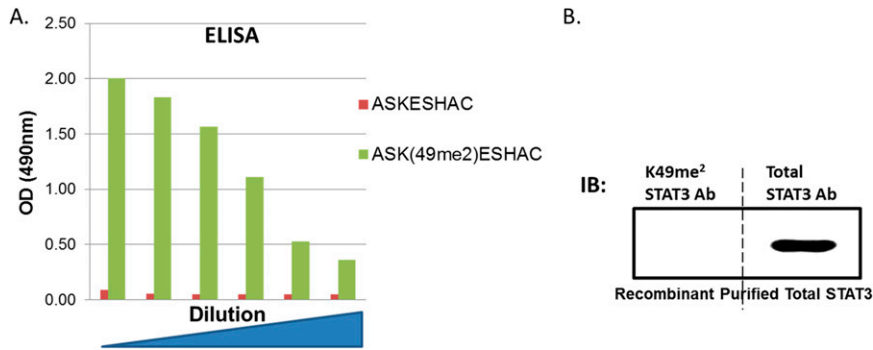 A.
ELISA
OD (490nm)
2.50
2.00
1.50
1.00
0.50
0.00
Dilution
ASKESHAC
ASK(49me2)ESHAC
B.
IB:
K49me²
STAT3 Ab
Total
STAT3 Ab
Recombinant Purified Total STAT3